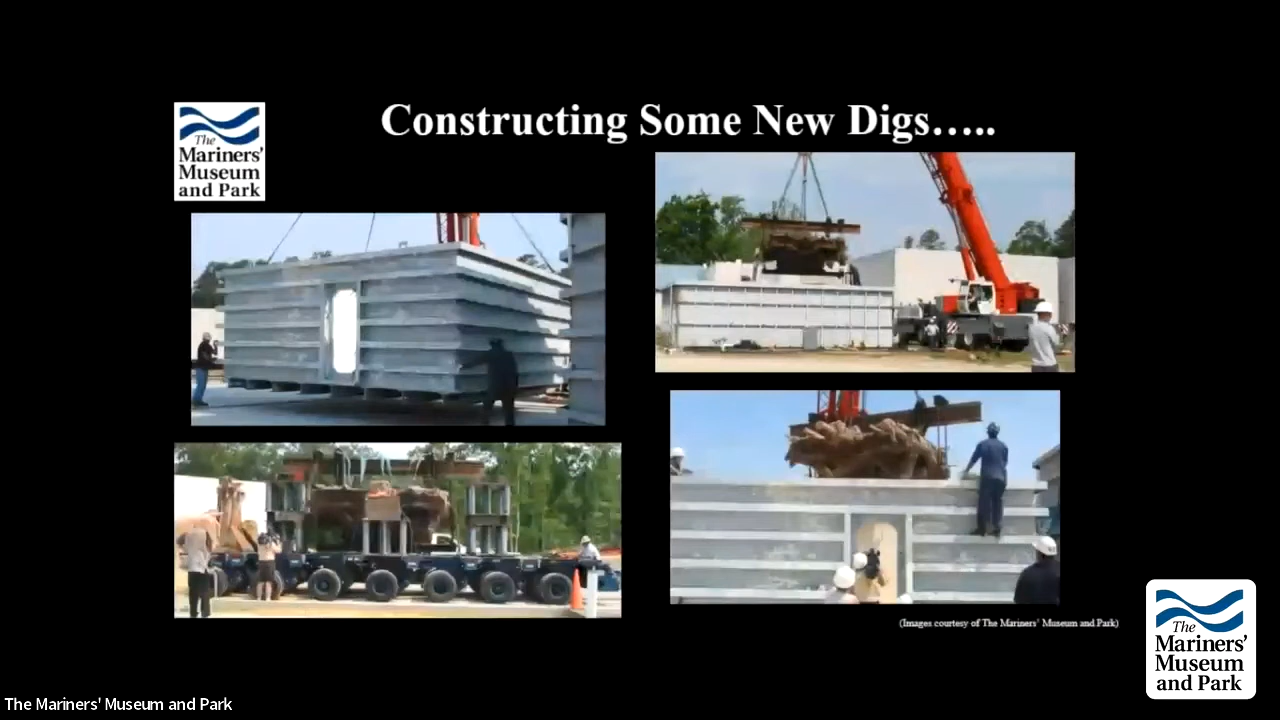 Constructing Some New Digs…..
The
Mariners'
Museum
and Park
(Images courtesy of The Mariners' Museum and Park)
The
Mariners'
Museum
and Park
The Mariners' Museum and Park